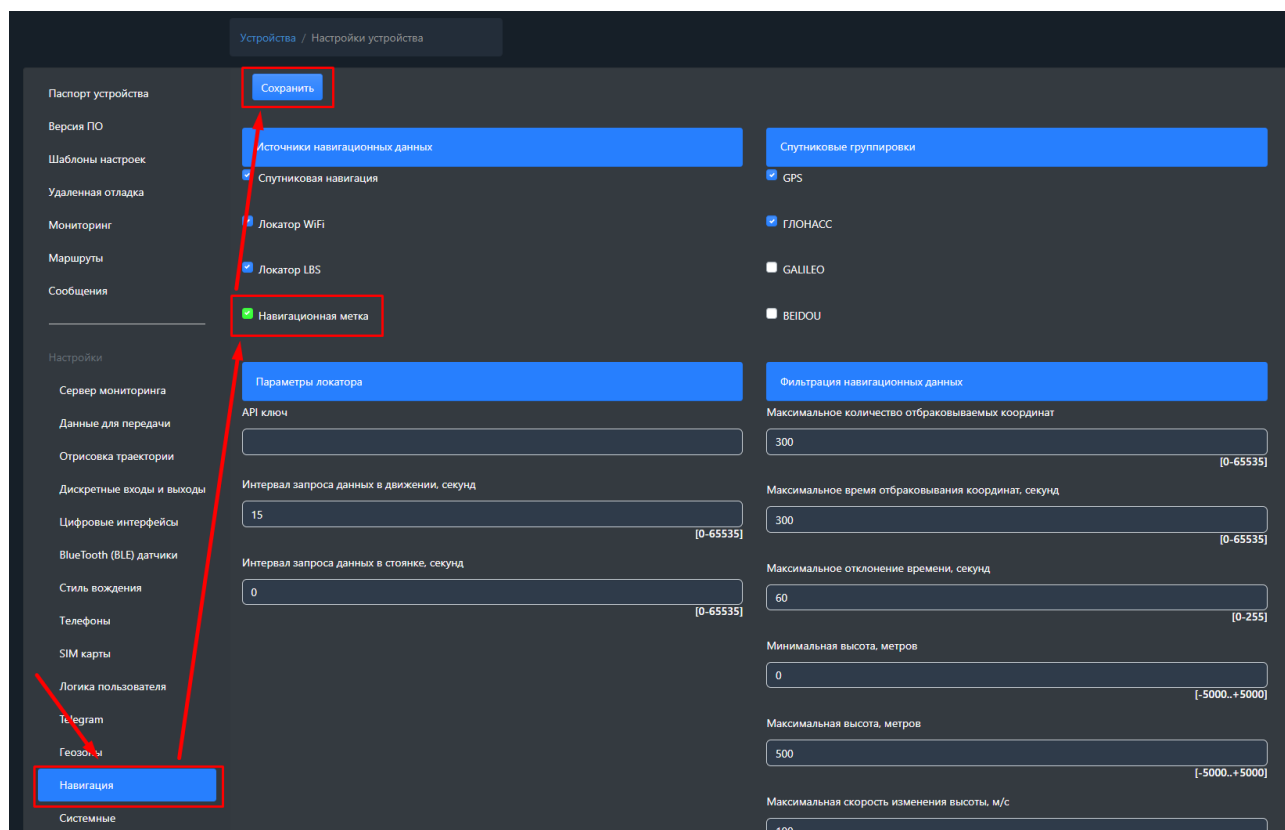 Устройства / Настройки устройства
Паспорт устройства
Версия ПО
Шаблоны настроек
Удаленная отладка
Мониторинг
Маршруты
Сообщения
Настройки
Сервер мониторинга
Данные для передачи
Отрисовка траектории
Дискретные входы и выходы
Цифровые интерфейсы
BlueTooth (BLE) датчики
Стиль вождения
Телефоны
SIM карты
Логика пользователя
Telegram
Геозоны
Навигация
Системные
Сохранить
Источники навигационных данных
Спутниковая навигация
Локатор WiFi
Локатор LBS
Навигационная метка
Спутниковые группировки
GPS
ГЛОНАСС
GALILEO
BEIDOU
Параметры локатора
API ключ
Интервал запроса данных в движении, секунд
15
[0-65535]
Интервал запроса данных в стоянке, секунд
0
[0-65535]
Фильтрация навигационных данных
Максимальное количество отбраковываемых координат
300
[0-65535]
Максимальное время отбраковывания координат, секунд
300
[0-65535]
Максимальное отклонение времени, секунд
60
[0-255]
Минимальная высота, метров
0
[-5000..+5000]
Максимальная высота, метров
500
[-5000..+5000]
Максимальная скорость изменения высоты, м/с